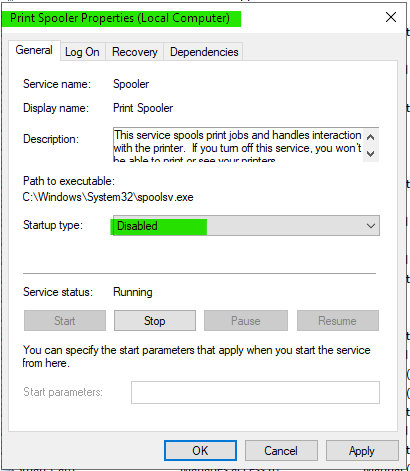 Print Spooler Properties (Local Computer)
General
Log On
Recovery
Dependencies
Service name: Spooler
Display name: Print Spooler
Description: This service spools print jobs and handles interaction
with the printer. If you turn off this service, you won't
be able to print or see your printers
Path to executable:
C:\Windows\System32\spoolsv.exe
Startup type: Disabled
Service status: Running
Start
Stop
Pause
Resume
You can specify the start parameters that apply when you start the service
from here.
Start parameters:
OK
Cancel
Apply